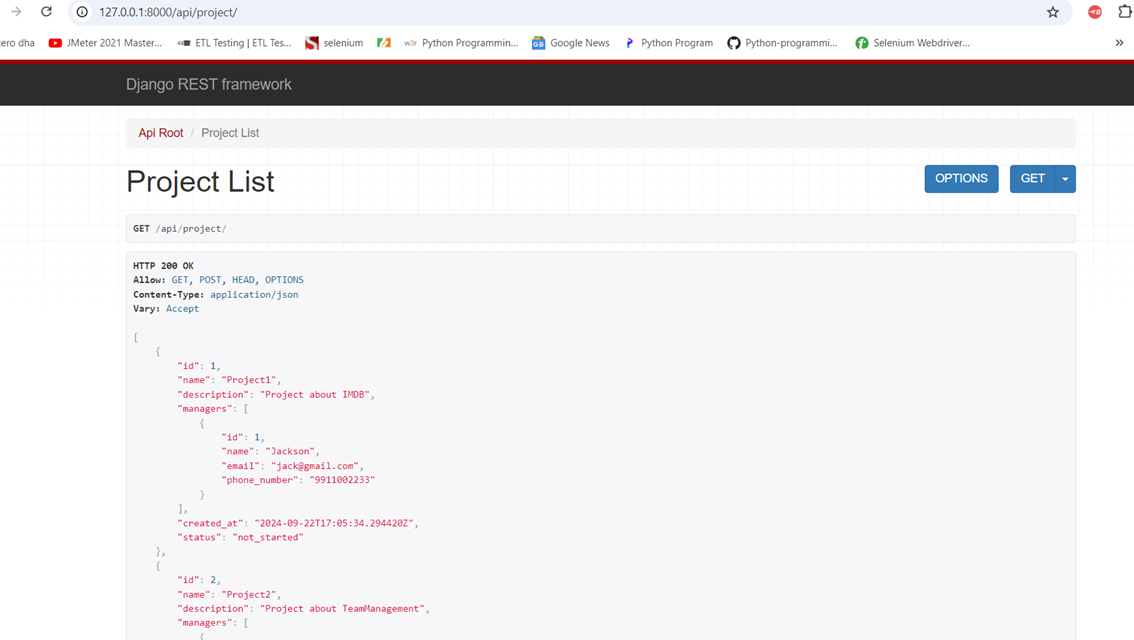 127.0.0.1:8000/api/project/
ero dha JMeter 2021 Master... ETL Testing | ETL Tes... selenium w3r Python Programmin... Google News Python Program Python-programmi... Selenium Webdriver... »
Django REST framework
Api Root / Project List
Project List OPTIONS GET
GET /api/project/
HTTP 200 OK
Allow: GET, POST, HEAD, OPTIONS
Content-Type: application/json
Vary: Accept
[
{
"id": 1,
"name": "Project1",
"description": "Project about IMDB",
"managers": [
{
"id": 1,
"name": "Jackson",
"email": "jack@gmail.com",
"phone_number": "9911002233"
}
],
"created_at": "2024-09-22T17:05:34.294420Z",
"status": "not_started"
},
{
"id": 2,
"name": "Project2",
"description": "Project about TeamManagement",
"managers": [
{